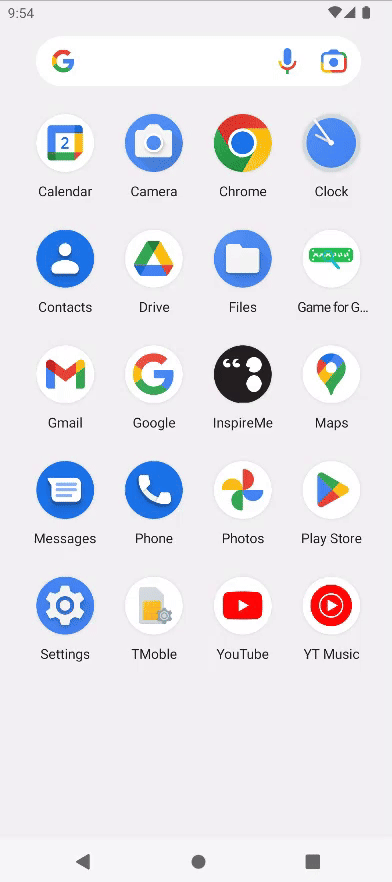 9:54
2
Calendar
Camera
Chrome
Clock
Contacts
Drive
Files
Game for G...
Gmail
Google
InspireMe
Maps
Messages
Phone
Photos
Play Store
Settings
TMoble
YouTube
YT Music